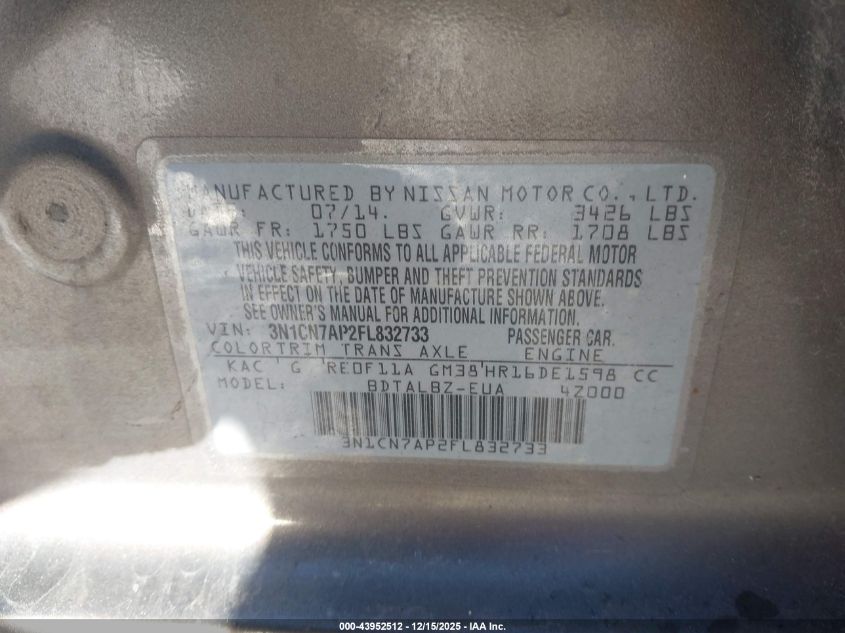 MANUFACTURED BY NISSAN MOTOR CO., LTD.
07/14. GVWR: 3426 LBS
GAWR FR: 1750 LBS GAWR RR: 1708 LBS
THIS VEHICLE CONFORMS TO ALL APPLICABLE FEDERAL MOTOR
VEHICLE SAFETY, BUMPER AND THEFT PREVENTION STANDARDS
IN EFFECT ON THE DATE OF MANUFACTURE SHOWN ABOVE.
SEE OWNER'S MANUAL FOR ADDITIONAL INFORMATION.
VIN: 3N1CN7AP2FL832733 PASSENGER CAR.
COLORTRIM TRANS AXLE ENGINE
KAC G RE0F11A GM38 HR16DE1598 CC
MODEL: BDTALBZ-EUA 4Z000
3N1CN7AP2FL832733
000-43952512 - 12/15/2025 - IAA Inc.